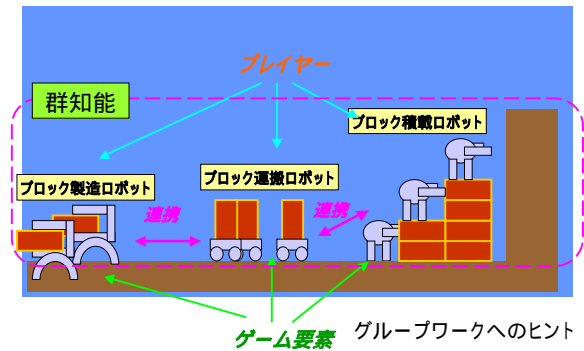 プレイヤー
群知能
ブロック積載ロボット
ブロック運搬ロボット
ブロック製造ロボット
連携
連携
ゲーム要素
グループワークへのヒント